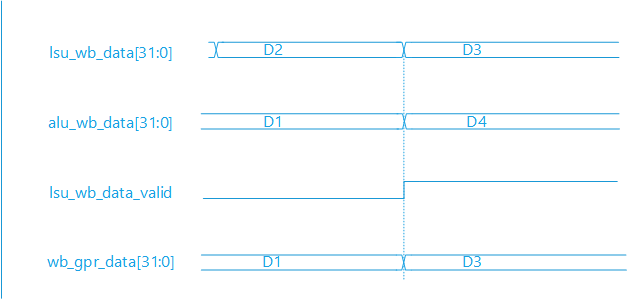 lsu_wb_data[31:0] D2 D3
alu_wb_data[31:0] D1 D4
lsu_wb_data_valid
wb_gpr_data[31:0] D1 D3